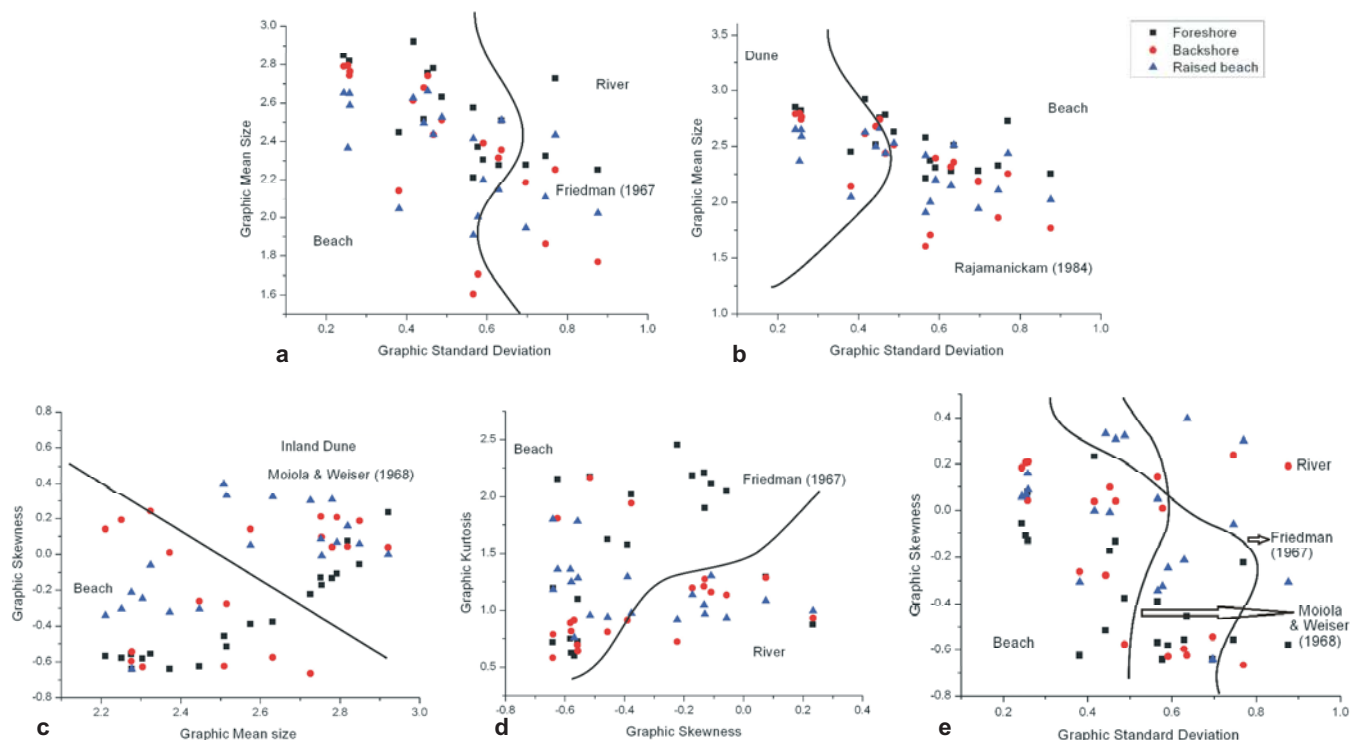 3.0
2.8
2.6
2.4
2.2
2.0
1.8
1.6
Graphic Mean Size
River
Friedman (1967
Beach
0.2 0.4 0.6 0.8 1.0
Graphic Standard Deviation
a
3.5
3.0
2.5
2.0
1.5
1.0
Graphic Mean Size
Dune
Beach
Rajamanickam (1984)
0.2 0.4 0.6 0.8 1.0
Graphic Standard Deviation
b
Foreshore
Backshore
Raised beach
0.8
0.6
0.4
0.2
0.0
-0.2
-0.4
-0.6
-0.8
Graphic Skewness
Inland Dune
Moiola & Weiser (1968)
Beach
2.2 2.4 2.6 2.8 3.0
Graphic Mean size
c
2.5
2.0
1.5
1.0
0.5
Graphic Kurtosis
Beach
Friedman (1967)
River
-0.8 -0.6 -0.4 -0.2 0.0 0.2 0.4
Graphic Skewness
d
0.4
0.2
0.0
-0.2
-0.4
-0.6
-0.8
Graphic Skewness
River
Friedman
(1967)
Moiola
& Weiser
(1968)
Beach
0.2 0.4 0.6 0.8 1.0
Graphic Standard Deviation
e